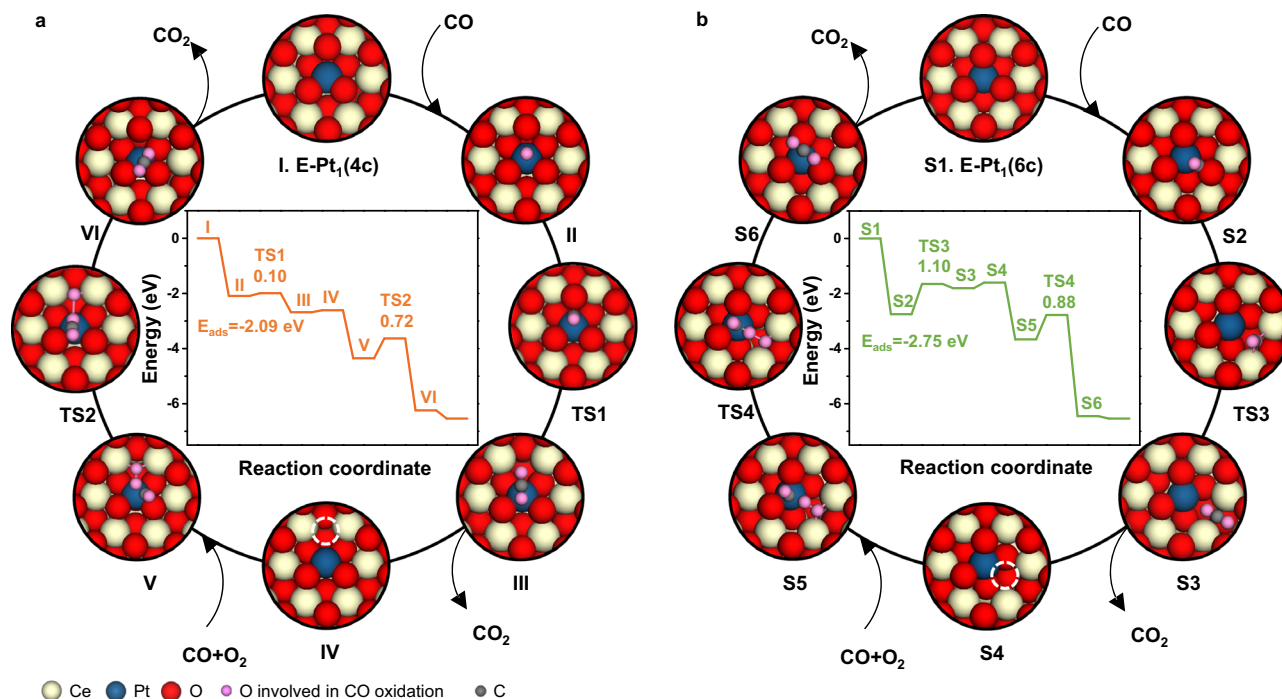 a
CO₂
CO
I. E-Pt₁(4c)
II
TS1
III
CO₂
IV
CO+O₂
V
TS2
VI
Energy (eV)
0
-2
-4
-6
I
II
TS1
0.10
III
IV
E_ads=-2.09 eV
V
TS2
0.72
VI
Reaction coordinate
b
CO₂
CO
S1. E-Pt₁(6c)
S2
TS3
S3
CO₂
S4
CO+O₂
S5
TS4
S6
Energy (eV)
0
-2
-4
-6
S1
S2
TS3
1.10
S3
S4
E_ads=-2.75 eV
S5
TS4
0.88
S6
Reaction coordinate
Ce Pt O O involved in CO oxidation C